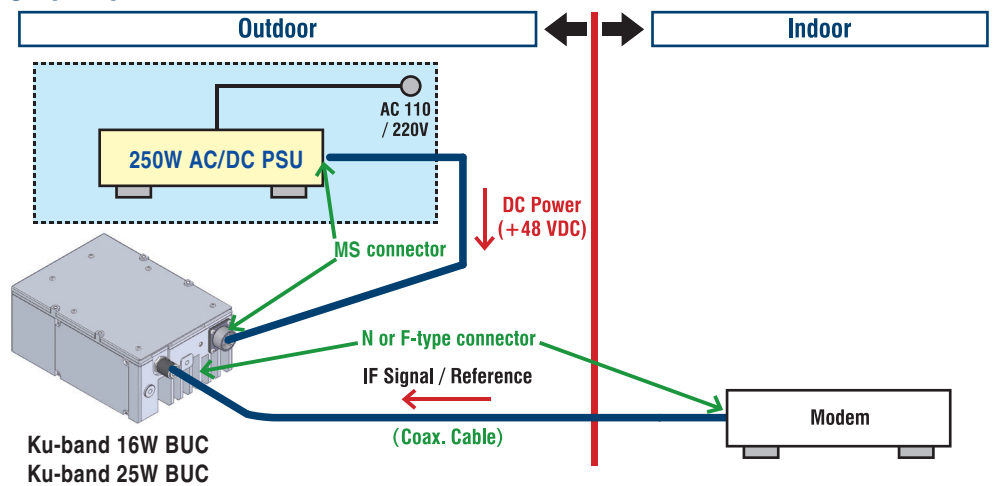 Outdoor
Indoor
AC 110
/ 220V
250W AC/DC PSU
DC Power
(+48 VDC)
MS connector
N or F-type connector
IF Signal / Reference
(Coax. Cable)
Modem
Ku-band 16W BUC
Ku-band 25W BUC